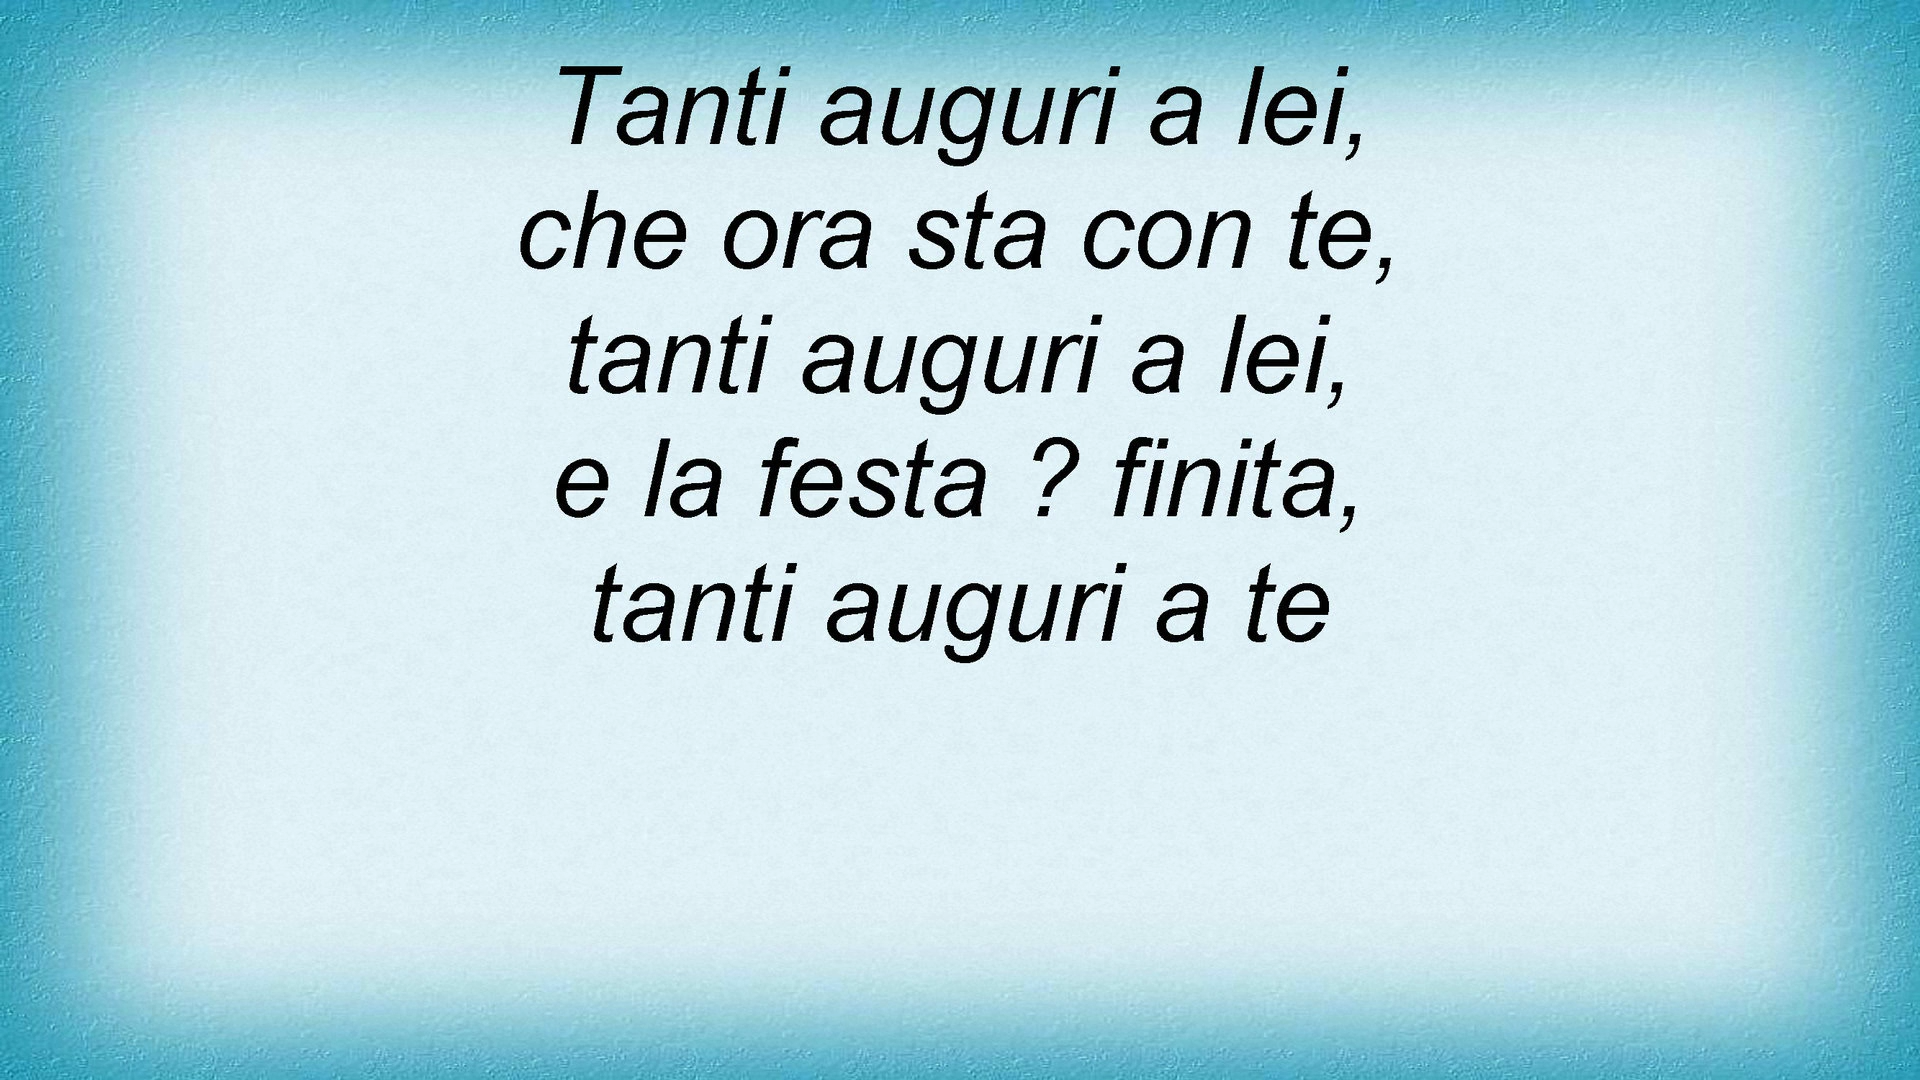 Tanti auguri a lei,
che ora sta con te,
tanti auguri a lei,
e la festa ? finita,
tanti auguri a te